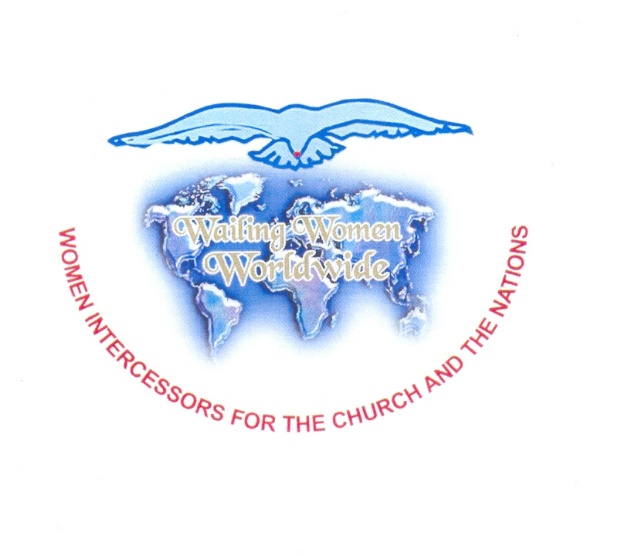 Wailing Women
Worldwide
WOMEN INTERCESSORS FOR THE CHURCH AND THE NATIONS